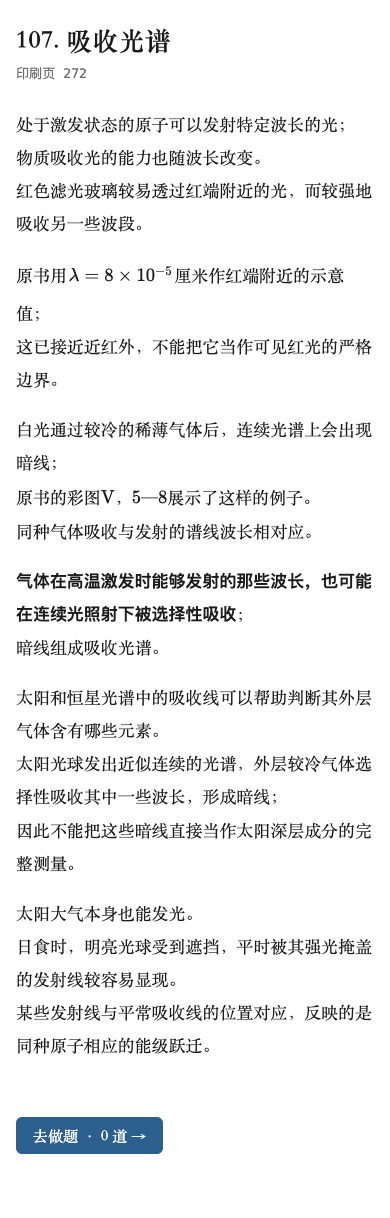 107. 吸收光谱
印刷页 272
处于激发状态的原子可以发射特定波长的光；
物质吸收光的能力也随波长改变。
红色滤光玻璃较易透过红端附近的光，而较强地
吸收另一些波段。
原书用λ = 8 × 10⁻⁵厘米作红端附近的示意
值；
这已接近近红外，不能把它当作可见红光的严格
边界。
白光通过较冷的稀薄气体后，连续光谱上会出现
暗线；
原书的彩图V，5—8展示了这样的例子。
同种气体吸收与发射的谱线波长相对应。
气体在高温激发时能够发射的那些波长，也可能
在连续光照射下被选择性吸收；
暗线组成吸收光谱。
太阳和恒星光谱中的吸收线可以帮助判断其外层
气体含有哪些元素。
太阳光球发出近似连续的光谱，外层较冷气体选
择性吸收其中一些波长，形成暗线；
因此不能把这些暗线直接当作太阳深层成分的完
整测量。
太阳大气本身也能发光。
日食时，明亮光球受到遮挡，平时被其强光掩盖
的发射线较容易显现。
某些发射线与平常吸收线的位置对应，反映的是
同种原子相应的能级跃迁。
去做题 · 0 道 →